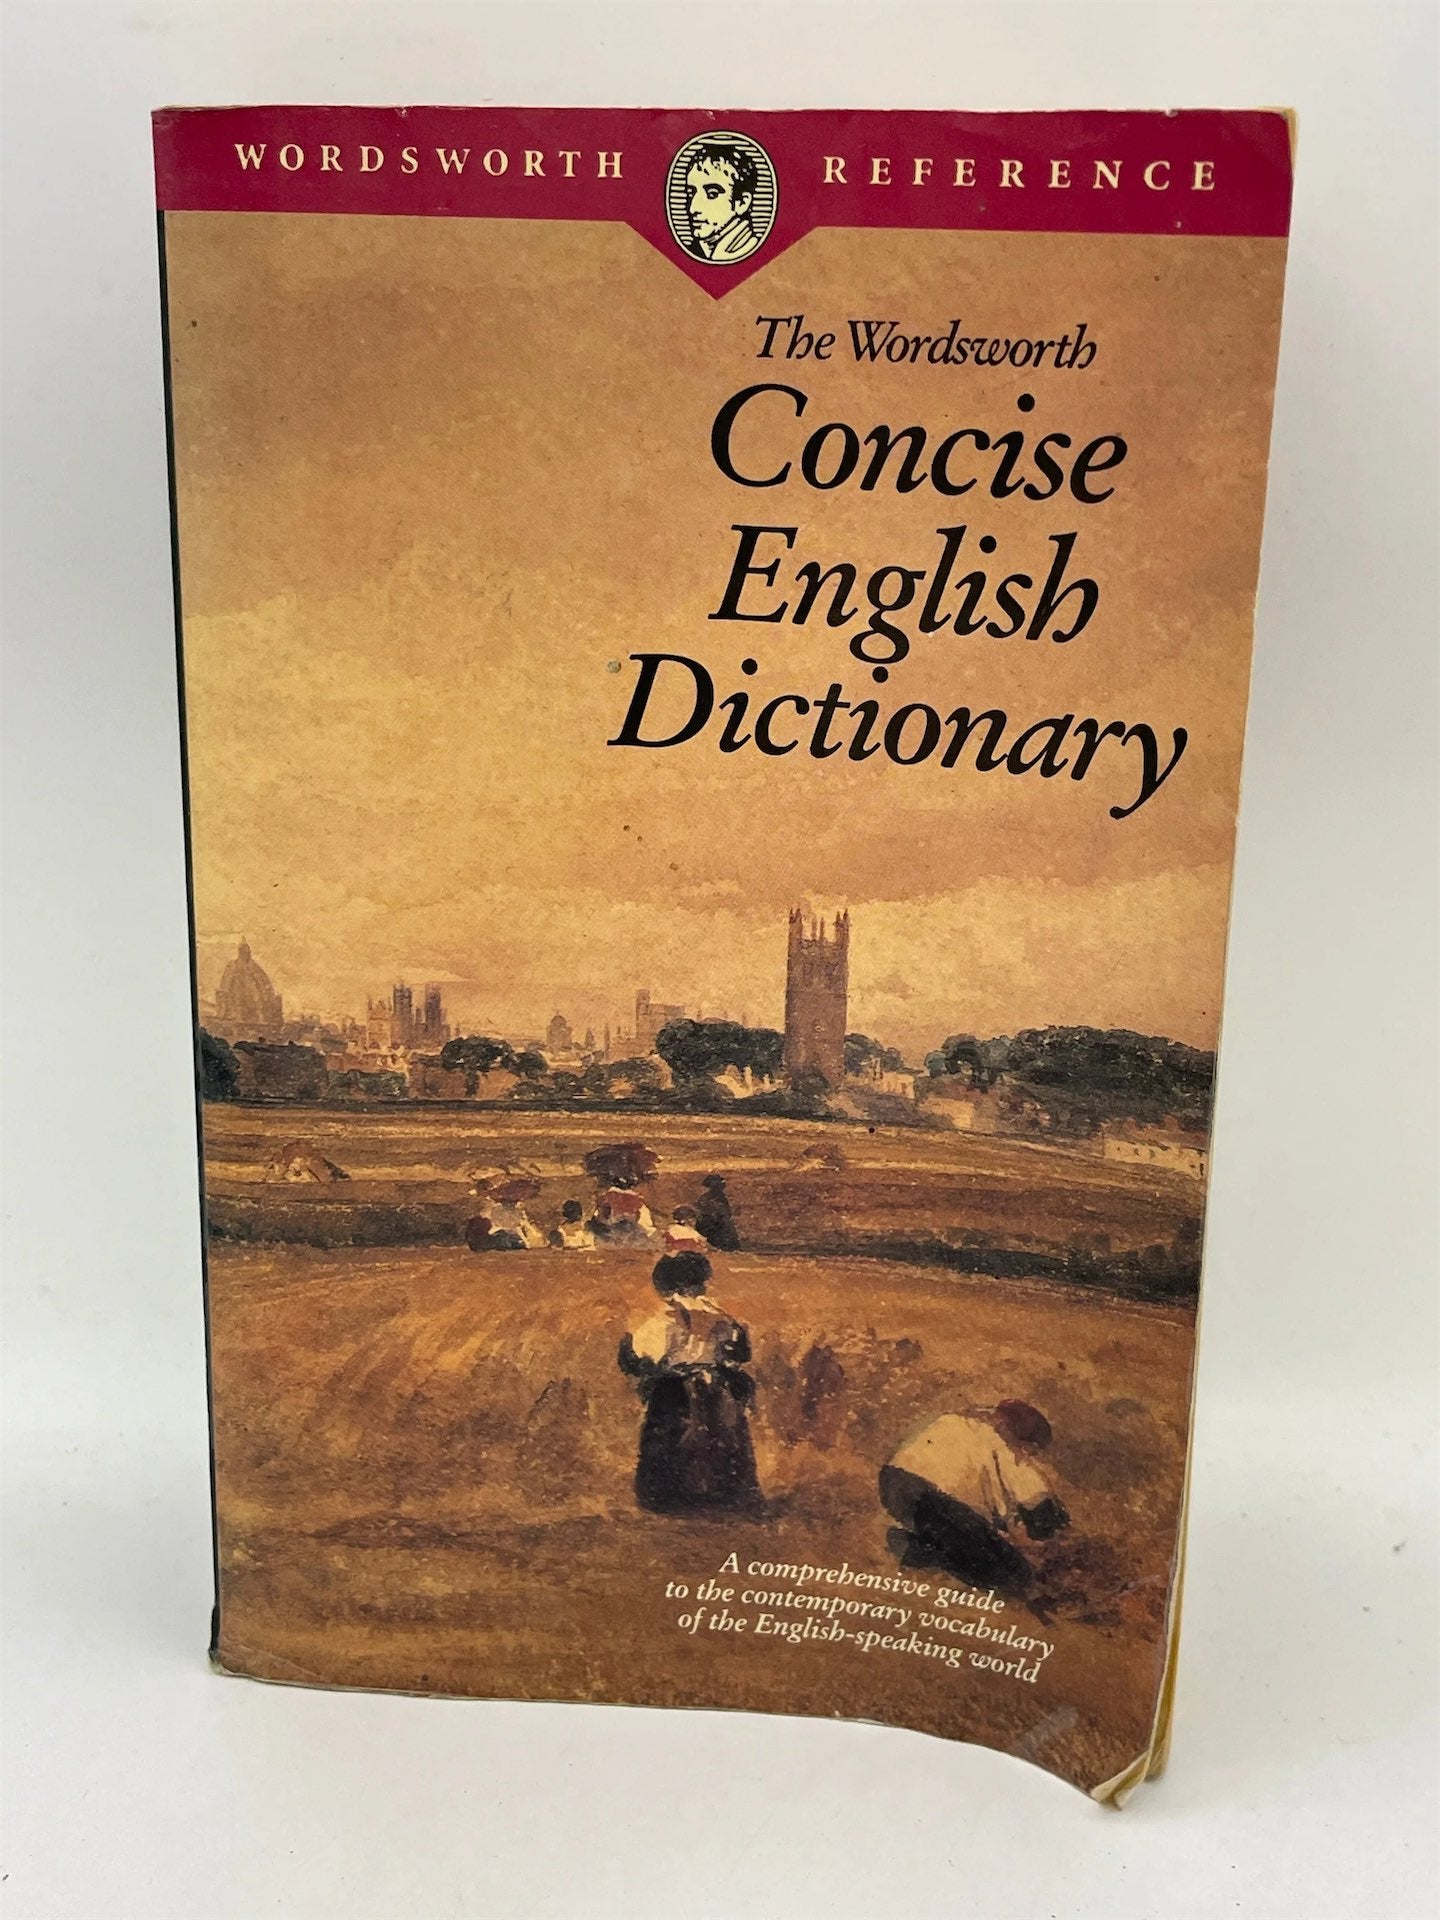 WORDSWORTH REFERENCE
The Wordsworth
Concise
English
Dictionary
A comprehensive guide
to the contemporary vocabulary
of the English-speaking world